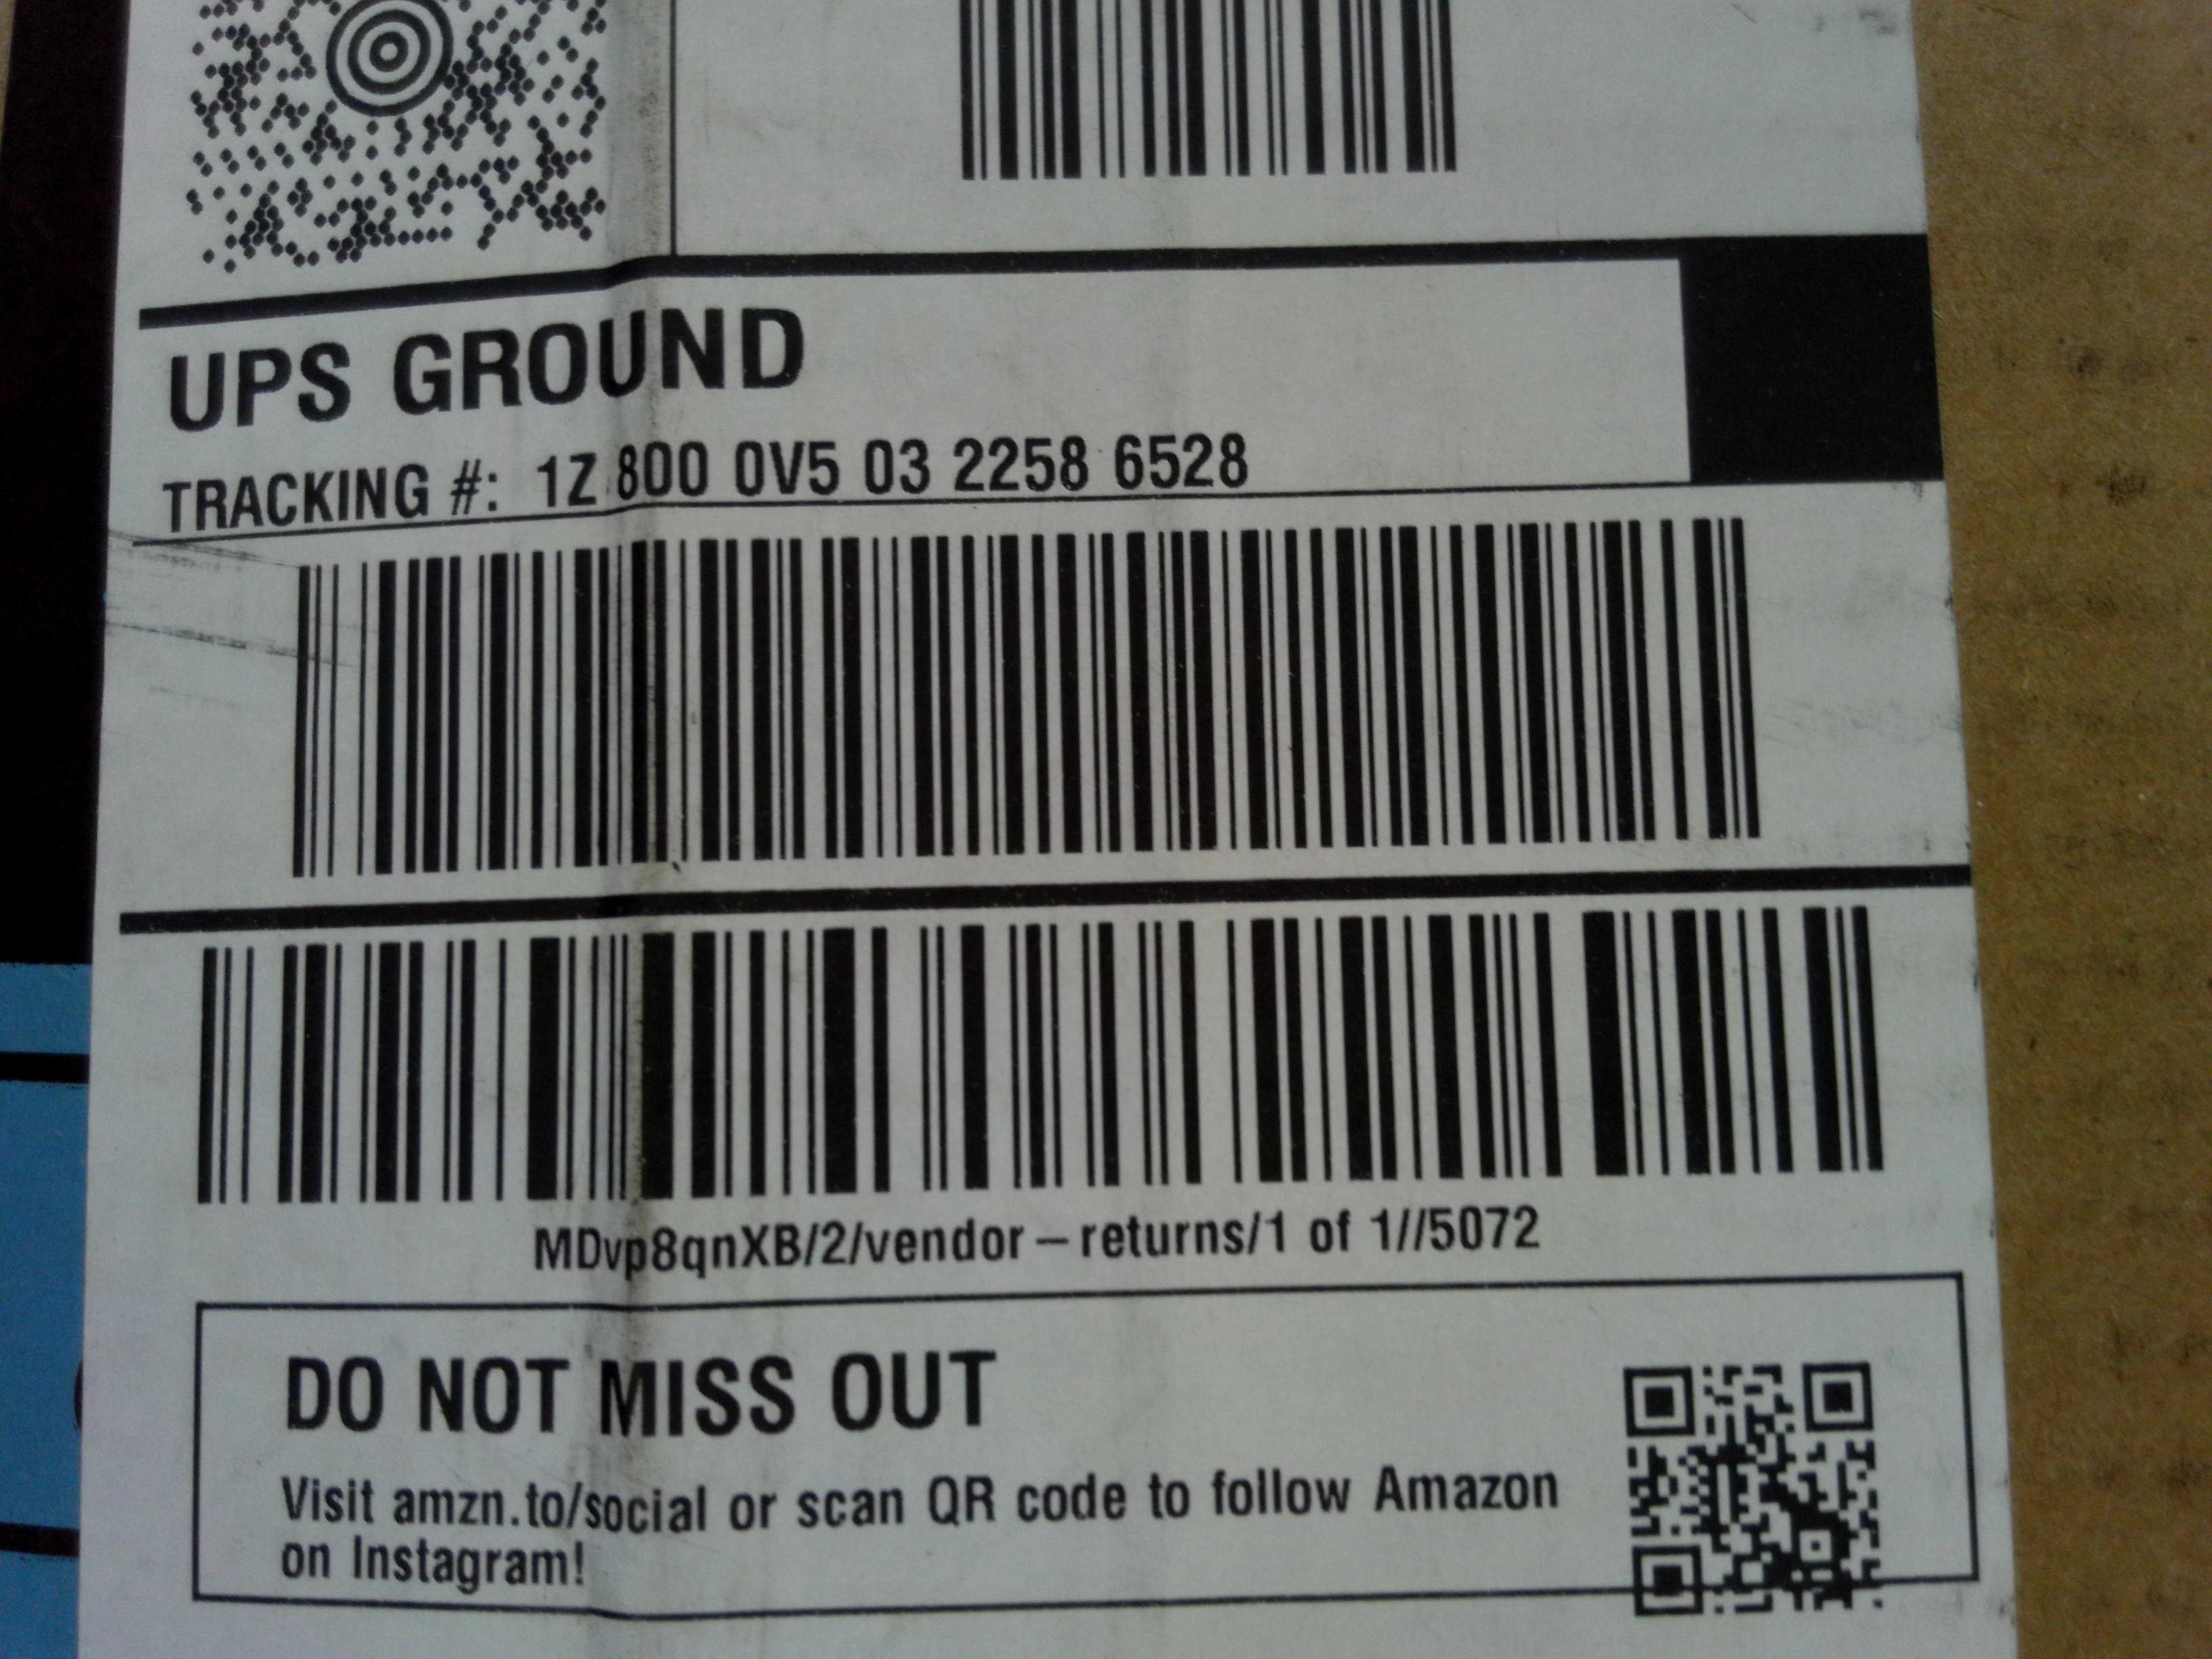 UPS GROUND
TRACKING #: 1Z 800 0V5 03 2258 6528
MDvp8qnXB/2/vendor – returns/1 of 1//5072
DO NOT MISS OUT
Visit amzn.to/social or scan QR code to follow Amazon
on Instagram!